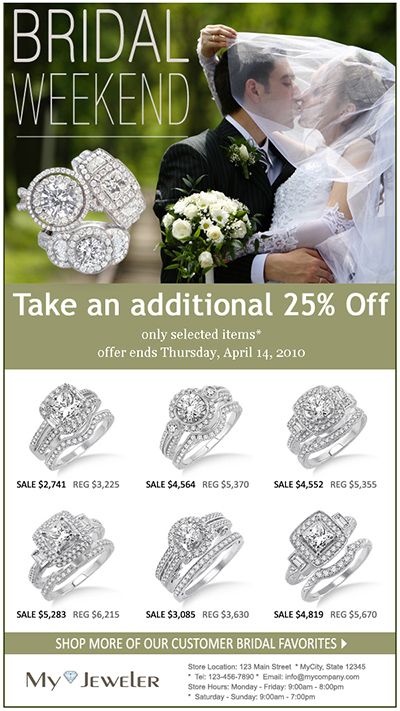 BRIDAL
WEEKEND
Take an additional 25% Off
only selected items*
offer ends Thursday, April 14, 2010
SALE $2,741 REG $3,225
SALE $4,564 REG $5,370
SALE $4,552 REG $5,355
SALE $5,283 REG $6,215
SALE $3,085 REG $3,630
SALE $4,819 REG $5,670
SHOP MORE OF OUR CUSTOMER BRIDAL FAVORITES
My JEWELER
Store Location: 123 Main Street * MyCity, State 12345
* Tel: 123-456-7890 * Email: info@mycompany.com
Store Hours: Monday - Friday: 9:00am - 8:00pm
* Saturday - Sunday: 9:00am - 7:00pm